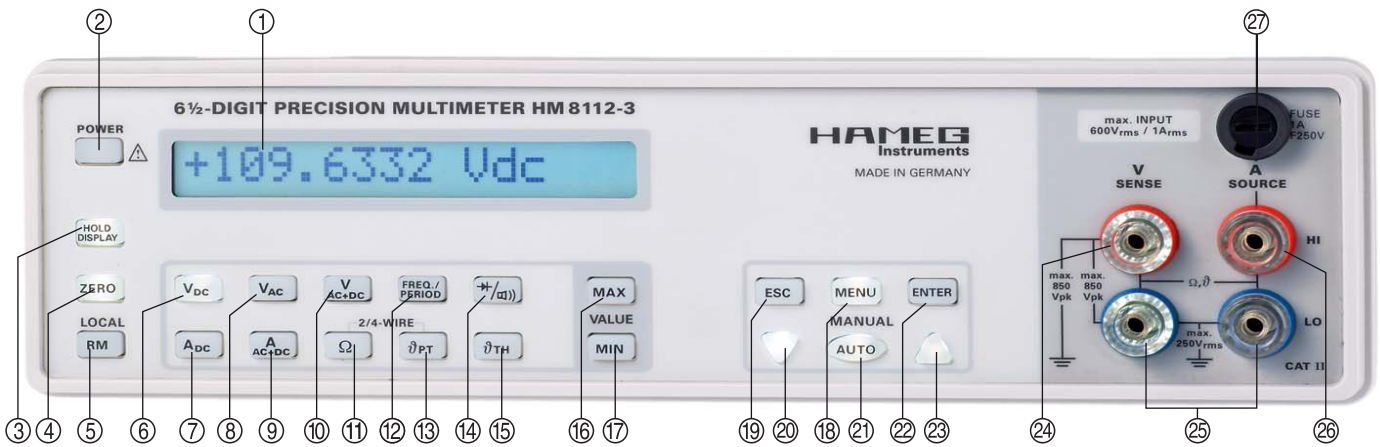 ② ① ㉗
6½-DIGIT PRECISION MULTIMETER HM 8112-3
POWER
+109.6332 Vdc
HAMEG
Instruments
MADE IN GERMANY
max. INPUT
600Vrms / 1Arms
FUSE
1A
F250V
V
SENSE
A
SOURCE
HOLD
DISPLAY
ZERO
LOCAL
RM
VDC
VAC
V
AC+DC
FREQ./
PERIOD
ADC
A
AC+DC
2/4-WIRE
Ω
ϑPT
ϑTH
MAX
VALUE
MIN
ESC
MENU
ENTER
MANUAL
AUTO
HI
max.
850
Vpk
max.
850
Vpk
Ω,ϑ
LO
max.
250Vrms
CAT II
③ ④ ⑤ ⑥ ⑦ ⑧ ⑨ ⑩ ⑪ ⑫ ⑬ ⑭ ⑮ ⑯ ⑰ ⑲ ⑳ ⑱ ㉑ ㉒ ㉓ ㉔ ㉕ ㉖